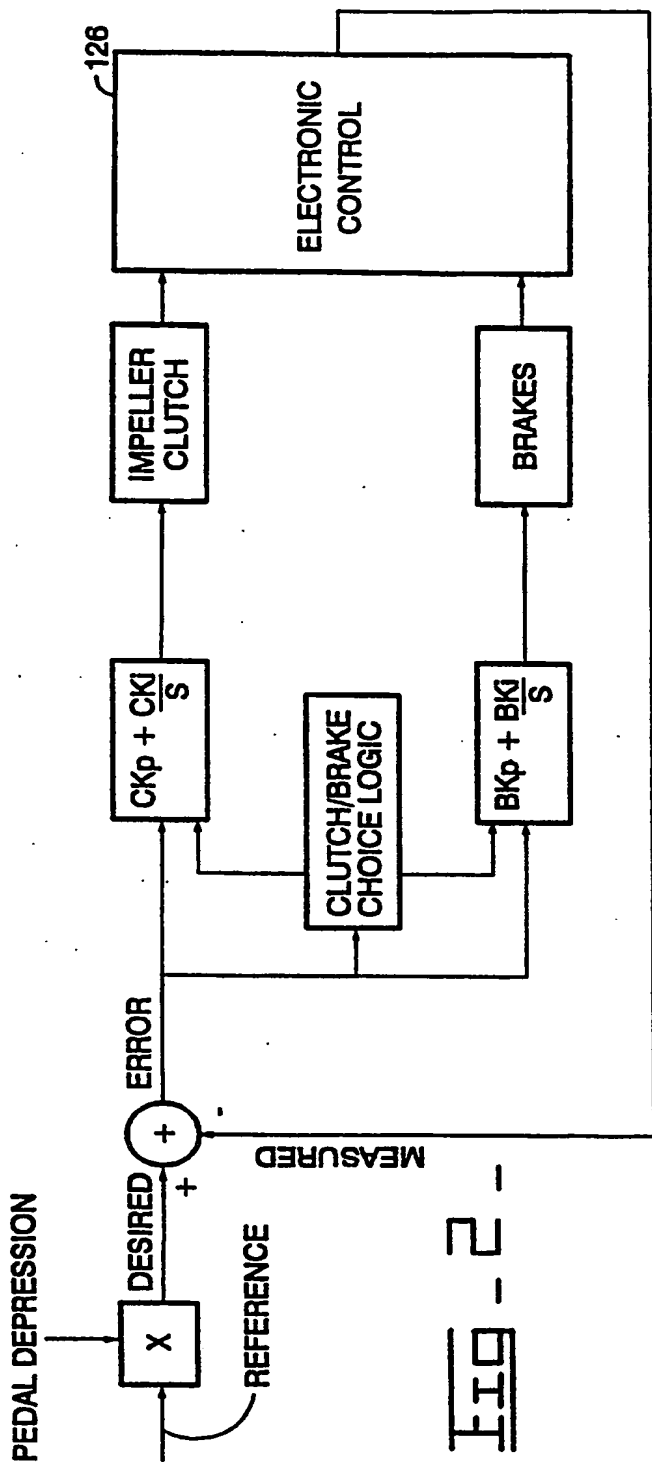 PEDAL DEPRESSION
X
REFERENCE
DESIRED
+
+
-
MEASURED
ERROR
CKp + CKi
S
CLUTCH/BRAKE
CHOICE LOGIC
BKp + BKi
S
IMPELLER
CLUTCH
BRAKES
126
ELECTRONIC
CONTROL
Fig - 2 -